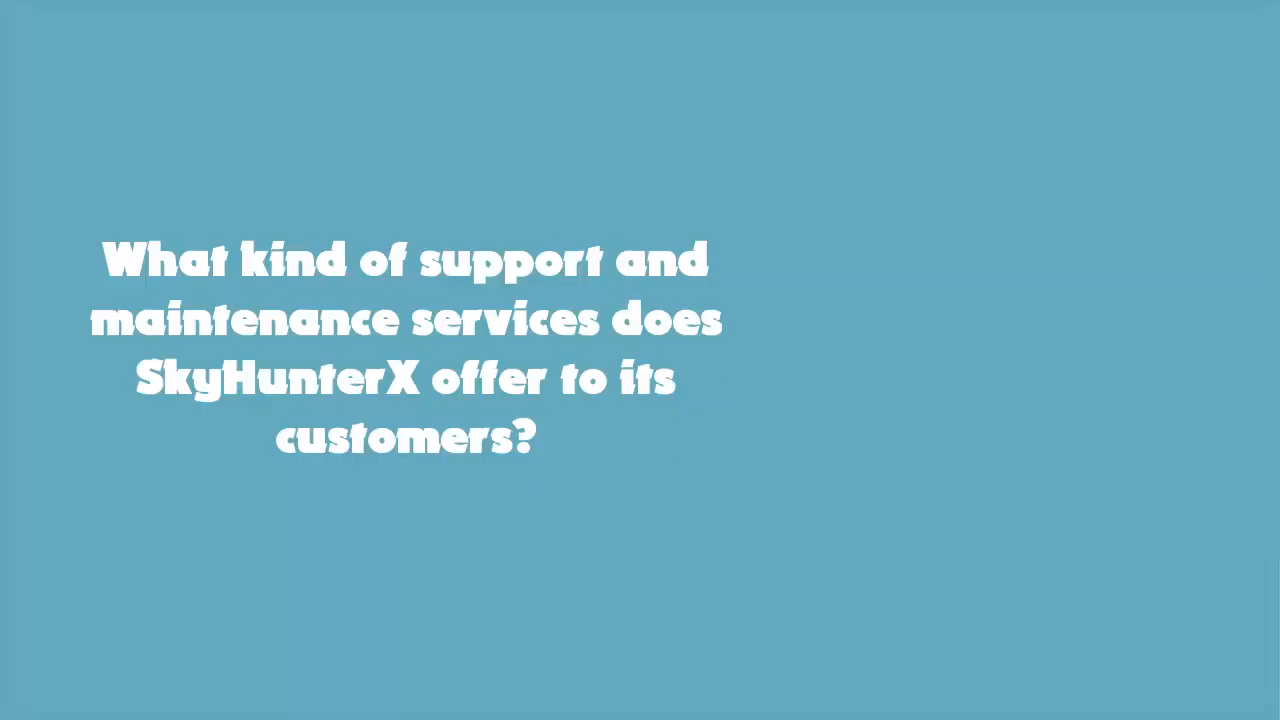 What kind of support and
maintenance services does
SkyHunterX offer to its
customers?